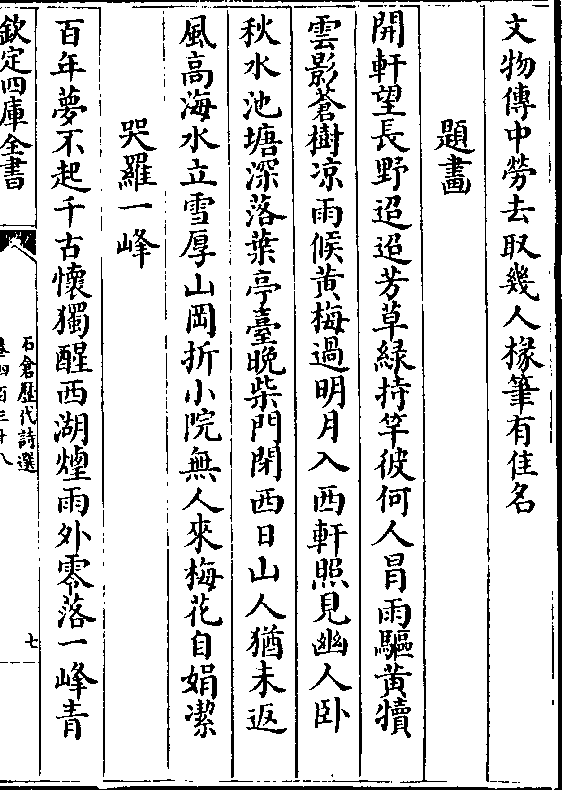 文物傳中勞去取幾人椽筆有佳名
題畫
開軒望長野迢迢芳草綠持竿彼何人冐雨驅黃犢
雲影蒼樹凉雨候黃梅過明月入西軒照見幽人卧
秋水池塘深落葉亭臺晩柴門閉西日山人猶未返
風高海水立雪厚山岡折小院無人來梅花自娟潔
哭羅一峰
百年夢不起千古懷獨醒西湖煙雨外零落一峰青
欽定四庫全書
石倉歴代詩選
卷四百三十八
七